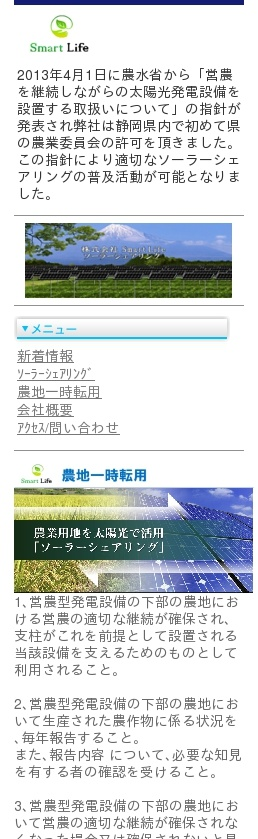 Smart Life
2013年4月1日に農水省から「営農
を継続しながらの太陽光発電設備を
設置する取扱いについて」の指針が
発表され弊社は静岡県内で初めて県
の農業委員会の許可を頂きました。
この指針により適切なソーラーシェ
アリングの普及活動が可能となりま
した。
株式会社 Smart Life
ソーラーシェアリング
▼メニュー
新着情報
ｿｰﾗｰｼｪｱﾘﾝｸﾞ
農地一時転用
会社概要
ｱｸｾｽ/問い合わせ
Smart Life 農地一時転用
農業用地を太陽光で活用
「ソーラーシェアリング」
1､営農型発電設備の下部の農地にお
ける営農の適切な継続が確保され、
支柱がこれを前提として設置される
当該設備を支えるためのものとして
利用されること。
2､営農型発電設備の下部の農地にお
いて生産された農作物に係る状況を
､毎年報告すること。
また､報告内容 について､必要な知見
を有する者の確認を受けること。
3､営農型発電設備の下部の農地にお
いて営農の適切な継続が確保されな